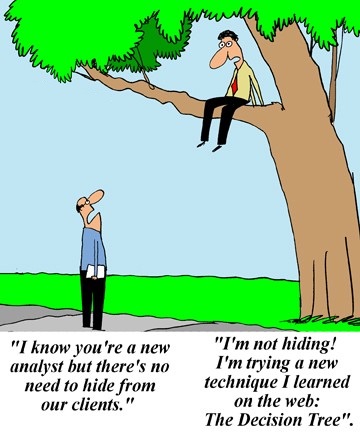 "I know you're a new
analyst but there's no
need to hide from
our clients."
"I'm not hiding!
I'm trying a new
technique I learned
on the web:
The Decision Tree".